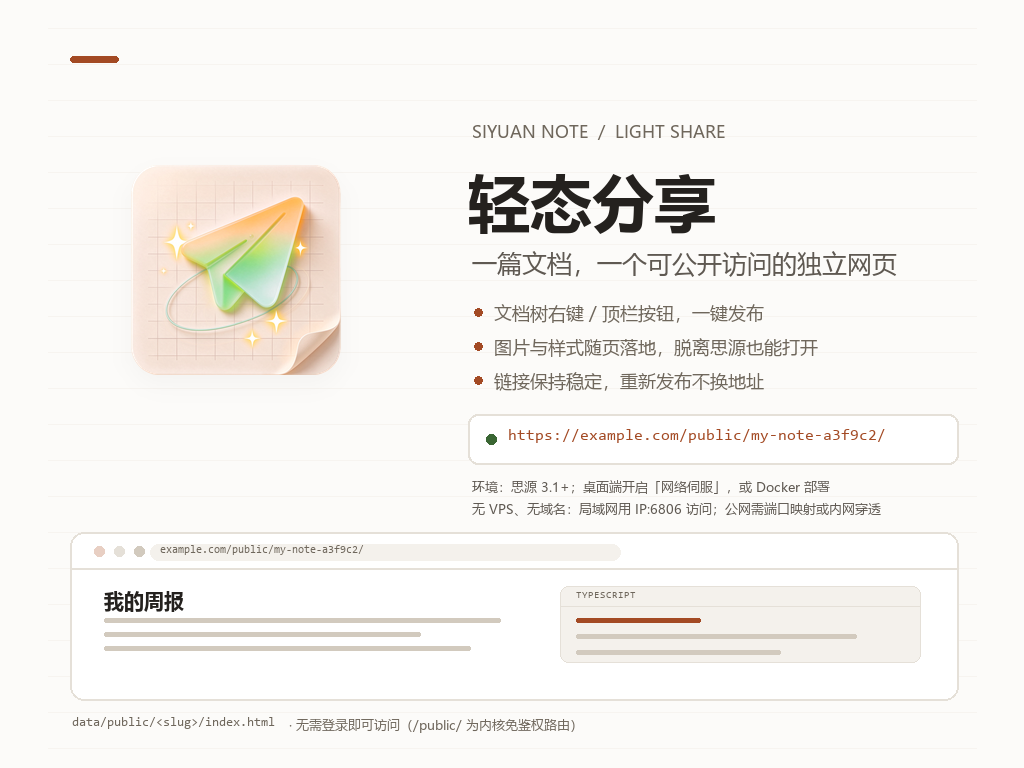 SIYUAN NOTE / LIGHT SHARE
轻态分享
一篇文档，一个可公开访问的独立网页
文档树右键 / 顶栏按钮，一键发布
图片与样式随页落地，脱离思源也能打开
链接保持稳定，重新发布不换地址
https://example.com/public/my-note-a3f9c2/
环境：思源 3.1+；桌面端开启「网络伺服」，或 Docker 部署
无 VPS、无域名：局域网用 IP:6806 访问；公网需端口映射或内网穿透
example.com/public/my-note-a3f9c2/
我的周报
TYPESCRIPT
data/public/<slug>/index.html · 无需登录即可访问（/public/ 为内核免鉴权路由）